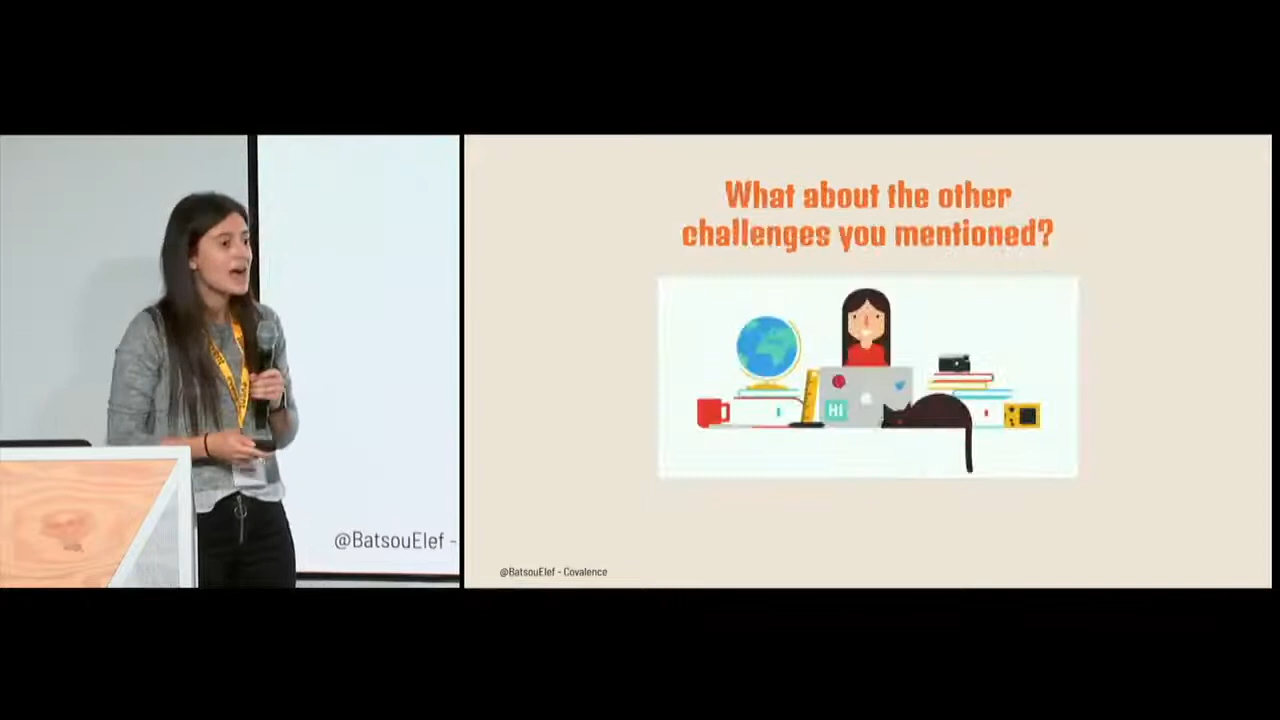 What about the other
challenges you mentioned?
HI
@BatsouElef -
@BatsouElef - Covalence